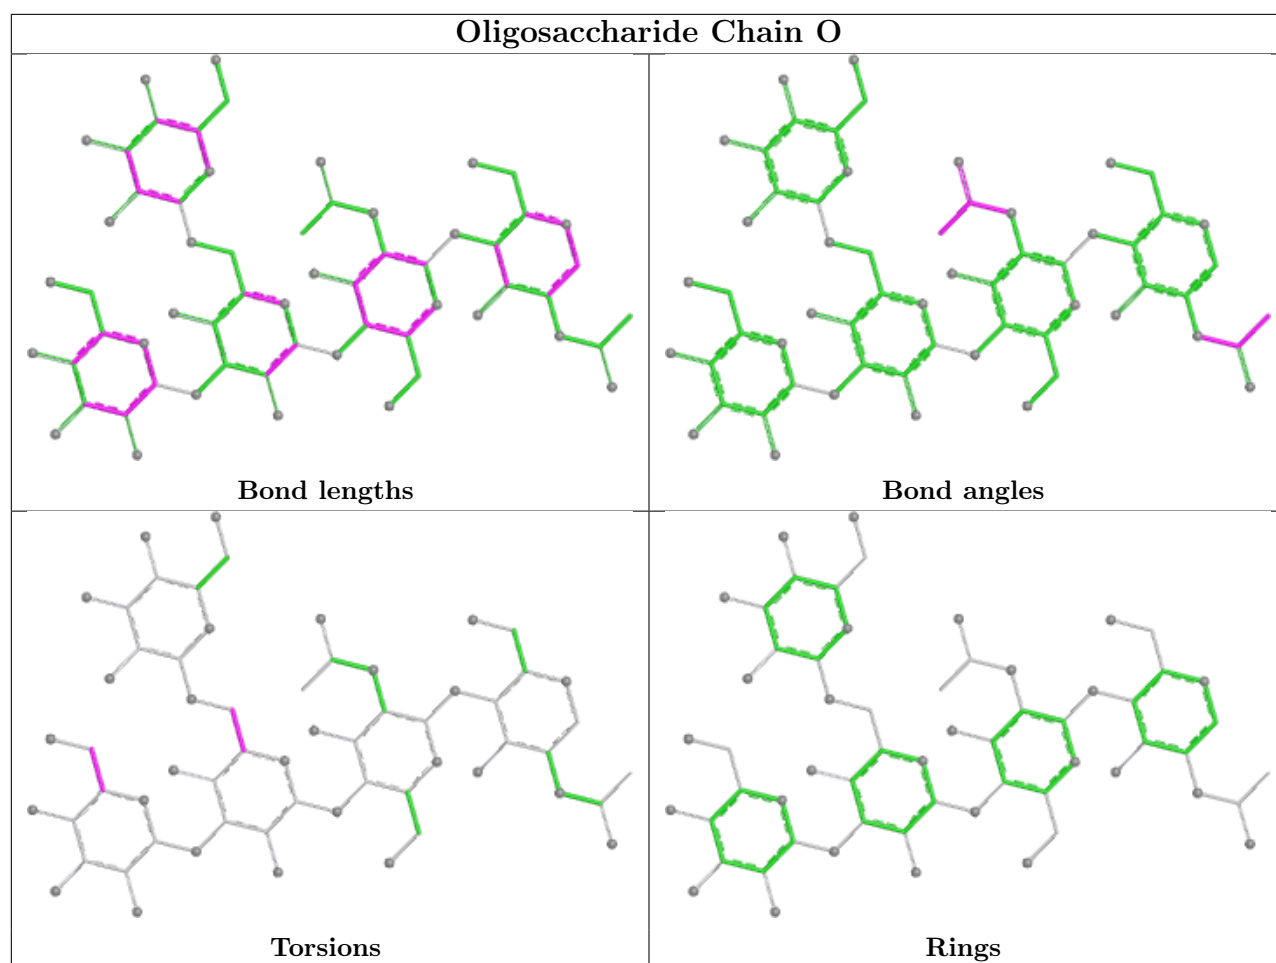 Oligosaccharide Chain O
Bond lengths
Bond angles
Torsions
Rings